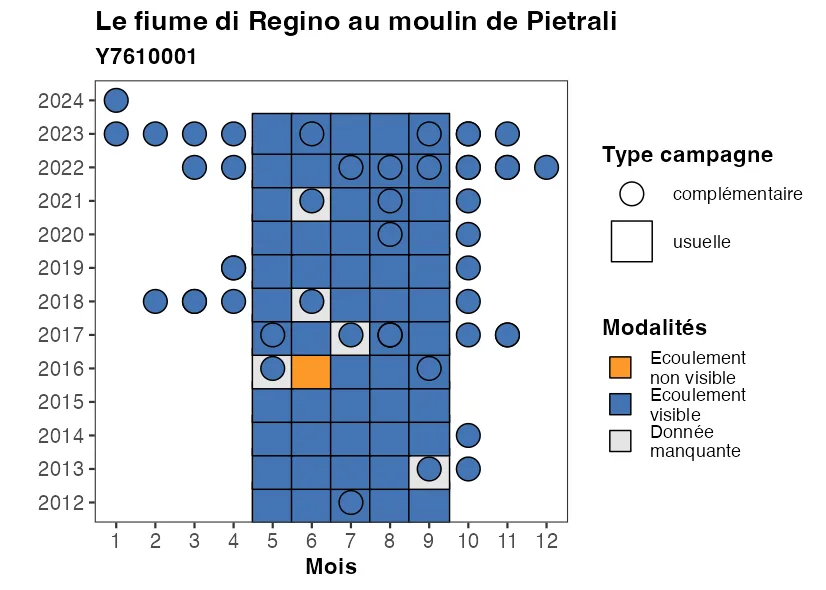 Le fiume di Regino au moulin de Pietrali
Y7610001
2024
2023
2022
2021
2020
2019
2018
2017
2016
2015
2014
2013
2012
1 2 3 4 5 6 7 8 9 10 11 12
Mois
Type campagne
complémentaire
usuelle
Modalités
Ecoulement
non visible
Ecoulement
visible
Donnée
manquante